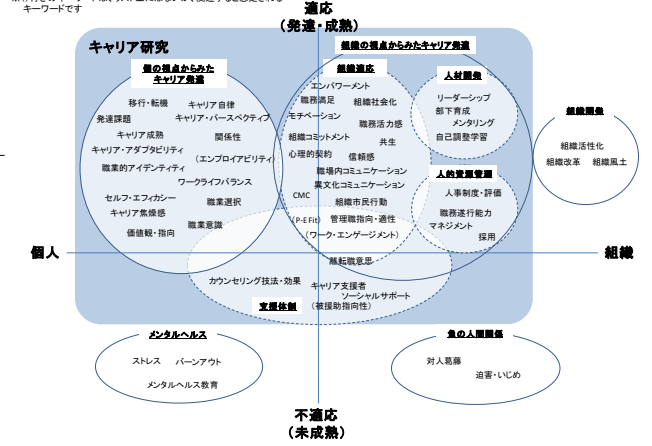 キーワードです
適応
（発達・成熟）
キャリア研究
組織の視点からみたキャリア発達
個の視点からみた
キャリア発達
移行・転機
キャリア自律
発達課題
キャリア・パースペクティブ
キャリア成熟
関係性
キャリア・アダプタビリティ
（エンプロイアビリティ）
職業的アイデンティティ
ワークライフバランス
セルフ・エフィカシー
職業選択
キャリア焦燥感
職業意識
価値観・指向
組織適応
エンパワーメント
職務満足
組織社会化
モチベーション
職務活力感
組織コミットメント
共生
心理的契約
信頼感
職場内コミュニケーション
異文化コミュニケーション
CMC
組織市民行動
（P-E Fit）
管理職指向・適性
（ワーク・エンゲージメント）
離転職意思
人材開発
リーダーシップ
部下育成
メンタリング
自己調整学習
人的資源管理
人事制度・評価
職務遂行能力
マネジメント
採用
組織開発
組織活性化
組織改革
組織風土
個人
組織
カウンセリング技法・効果
キャリア支援者
ソーシャルサポート
支援体制
（被援助指向性）
メンタルヘルス
ストレス
バーンアウト
メンタルヘルス教育
負の人間関係
対人葛藤
迫害・いじめ
不適応
（未成熟）